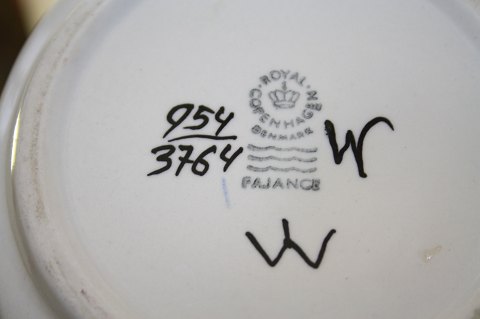 ROYAL
COPENHAGEN
DENMARK
FAJANCE
954
3764
W
W